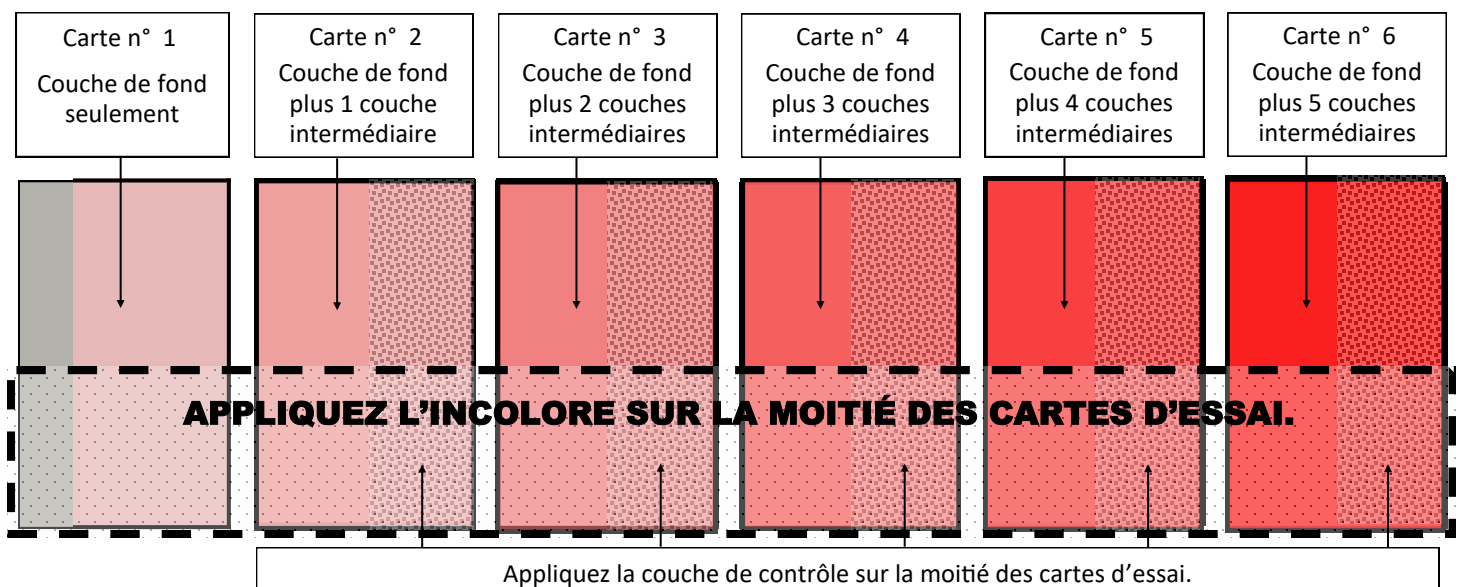 Carte n° 1
Couche de fond
seulement
Carte n° 2
Couche de fond
plus 1 couche
intermédiaire
Carte n° 3
Couche de fond
plus 2 couches
intermédiaires
Carte n° 4
Couche de fond
plus 3 couches
intermédiaires
Carte n° 5
Couche de fond
plus 4 couches
intermédiaires
Carte n° 6
Couche de fond
plus 5 couches
intermédiaires
APPLIQUEZ L’INCOLORE SUR LA MOITIÉ DES CARTES D’ESSAI.
Appliquez la couche de contrôle sur la moitié des cartes d’essai.